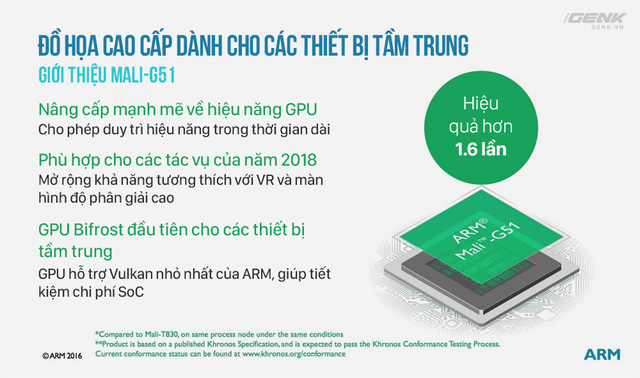 GENK
GENK.VN
ĐỒ HỌA CAO CẤP DÀNH CHO CÁC THIẾT BỊ TẦM TRUNG
GIỚI THIỆU MALI-G51
Nâng cấp mạnh mẽ về hiệu năng GPU
Cho phép duy trì hiệu năng trong thời gian dài
Phù hợp cho các tác vụ của năm 2018
Mở rộng khả năng tương thích với VR và màn
hình độ phân giải cao
GPU Bifrost đầu tiên cho các thiết bị
tầm trung
GPU hỗ trợ Vulkan nhỏ nhất của ARM, giúp tiết
kiệm chi phí SoC
Hiệu
quả hơn
1.6 lần
ARM®
Mali™-G51
*Compared to Mali-T830, on same process node under the same conditions
**Product is based on a published Khronos Specification, and is expected to pass the Khronos Conformance Testing Process.
Current conformance status can be found at www.khronos.org/conformance
©ARM 2016
ARM